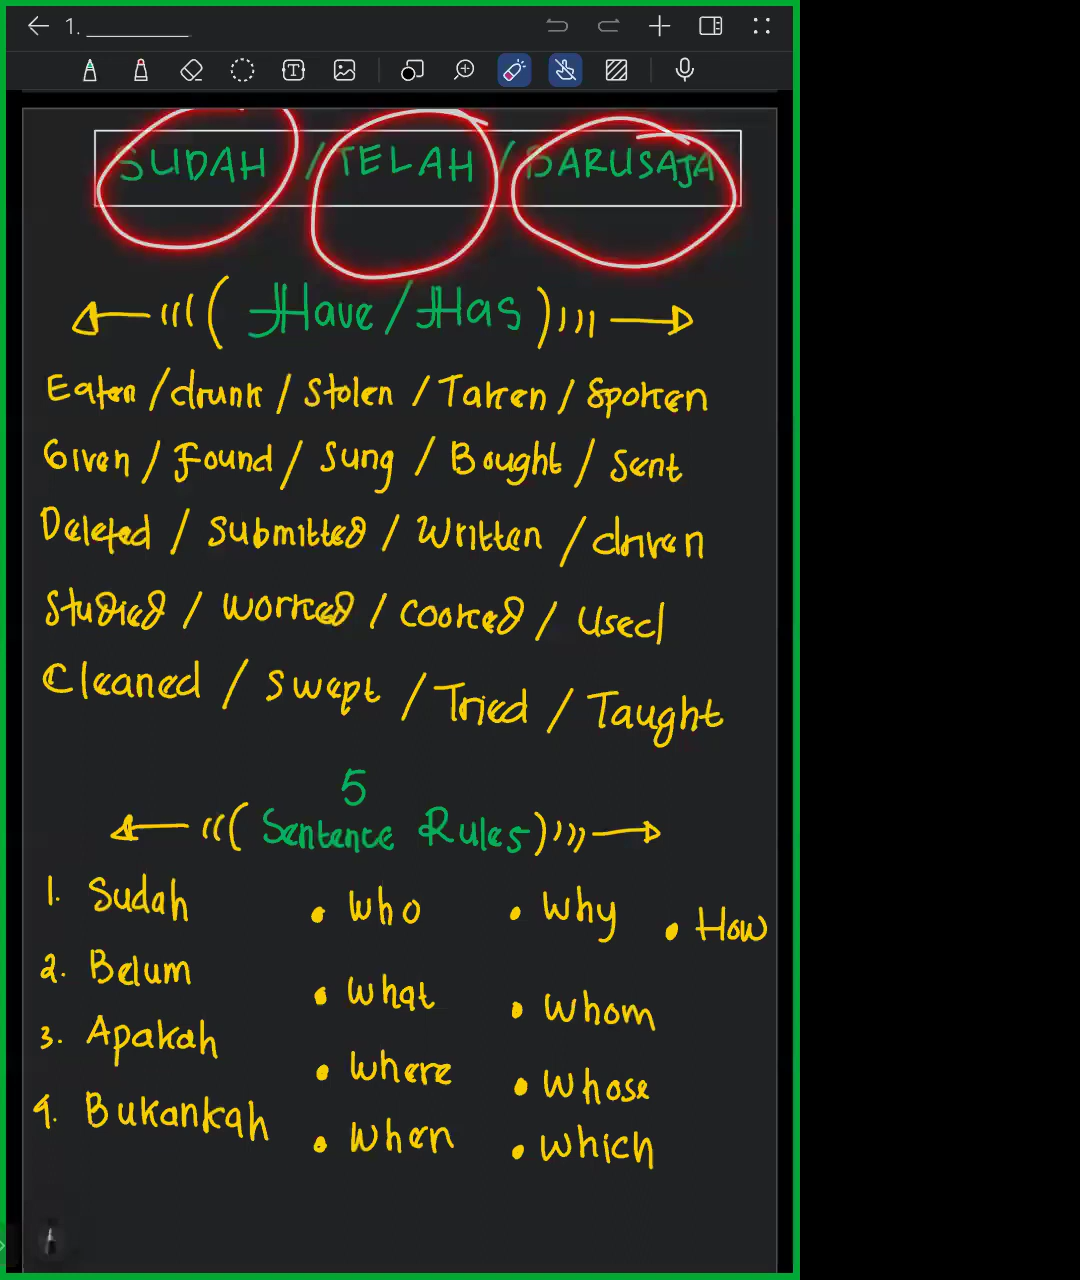 1. __________
SUDAH / TELAH / BARUSAJA
(Have / Has)
Eaten / drunk / Stolen / Taken / Spoken
Given / Found / Sung / Bought / Sent
Deleted / Submitted / Written / driven
Studied / Worked / Cooked / Used
Cleaned / Swept / Tried / Taught
5
(Sentence Rules)
1. Sudah • Who • Why • How
2. Belum • What • Whom
3. Apakah • Where • Whose
4. Bukankah • When • Which